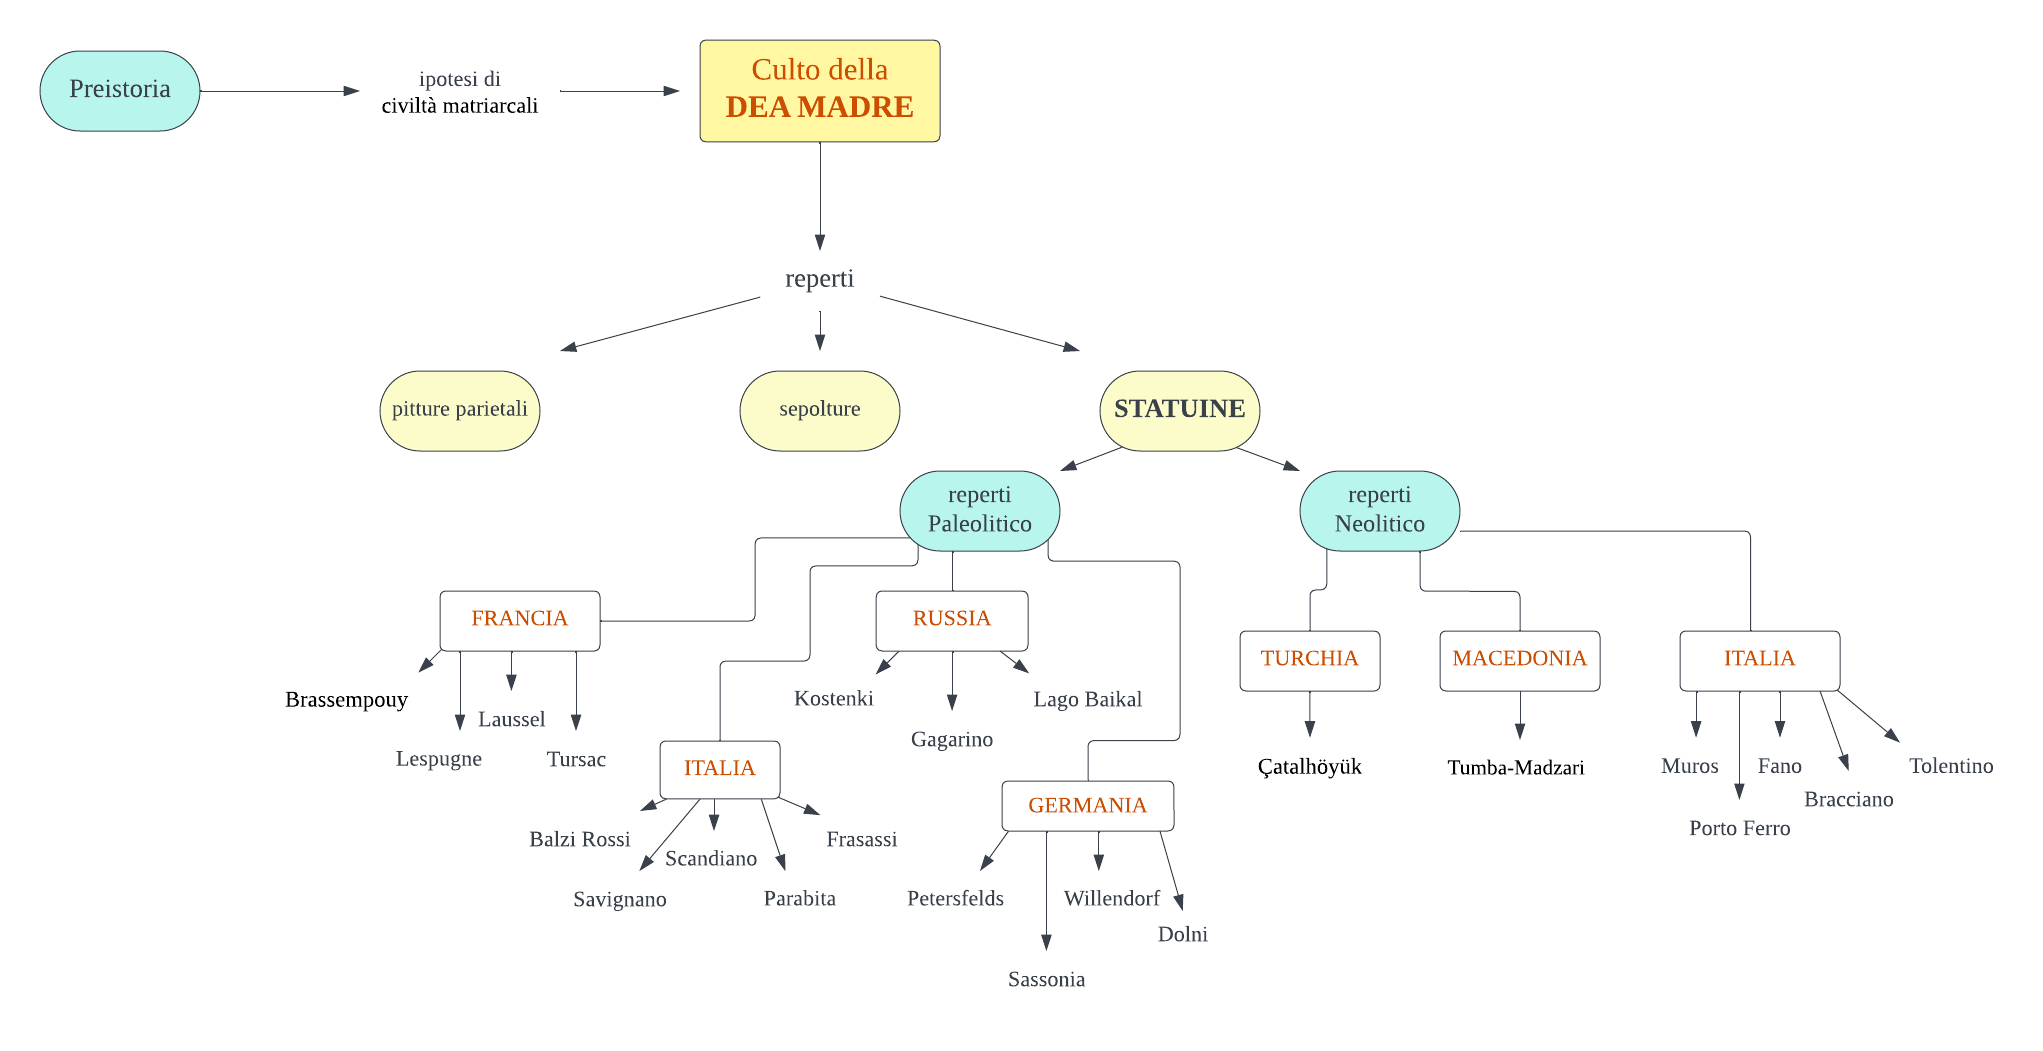 Preistoria
ipotesi di
civiltà matriarcali
Culto della
DEA MADRE
reperti
pitture parietali
sepolture
STATUINE
reperti
Paleolitico
reperti
Neolitico
FRANCIA
RUSSIA
TURCHIA
MACEDONIA
ITALIA
Brassempouy
Lespugne
Laussel
Tursac
Kostenki
Gagarino
Lago Baikal
ITALIA
Balzi Rossi
Savignano
Scandiano
Parabita
Frasassi
GERMANIA
Petersfelds
Sassonia
Willendorf
Dolni
Çatalhöyük
Tumba-Madzari
Muros
Porto Ferro
Fano
Bracciano
Tolentino